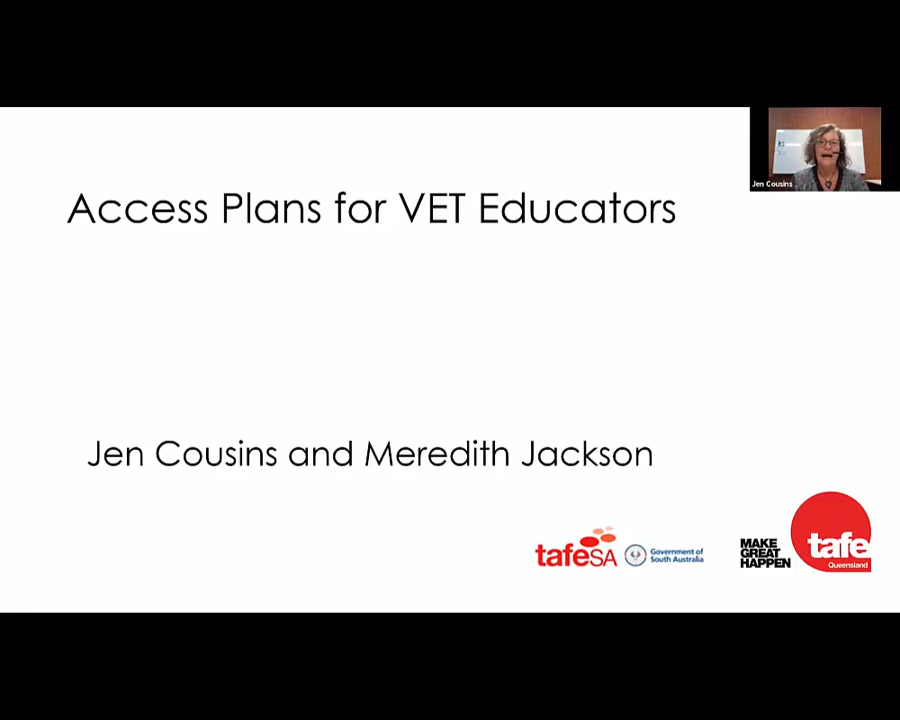 Jen Cousins
Access Plans for VET Educators
Jen Cousins and Meredith Jackson
tafeSA
Government of
South Australia
MAKE
GREAT
HAPPEN
tafe
Queensland